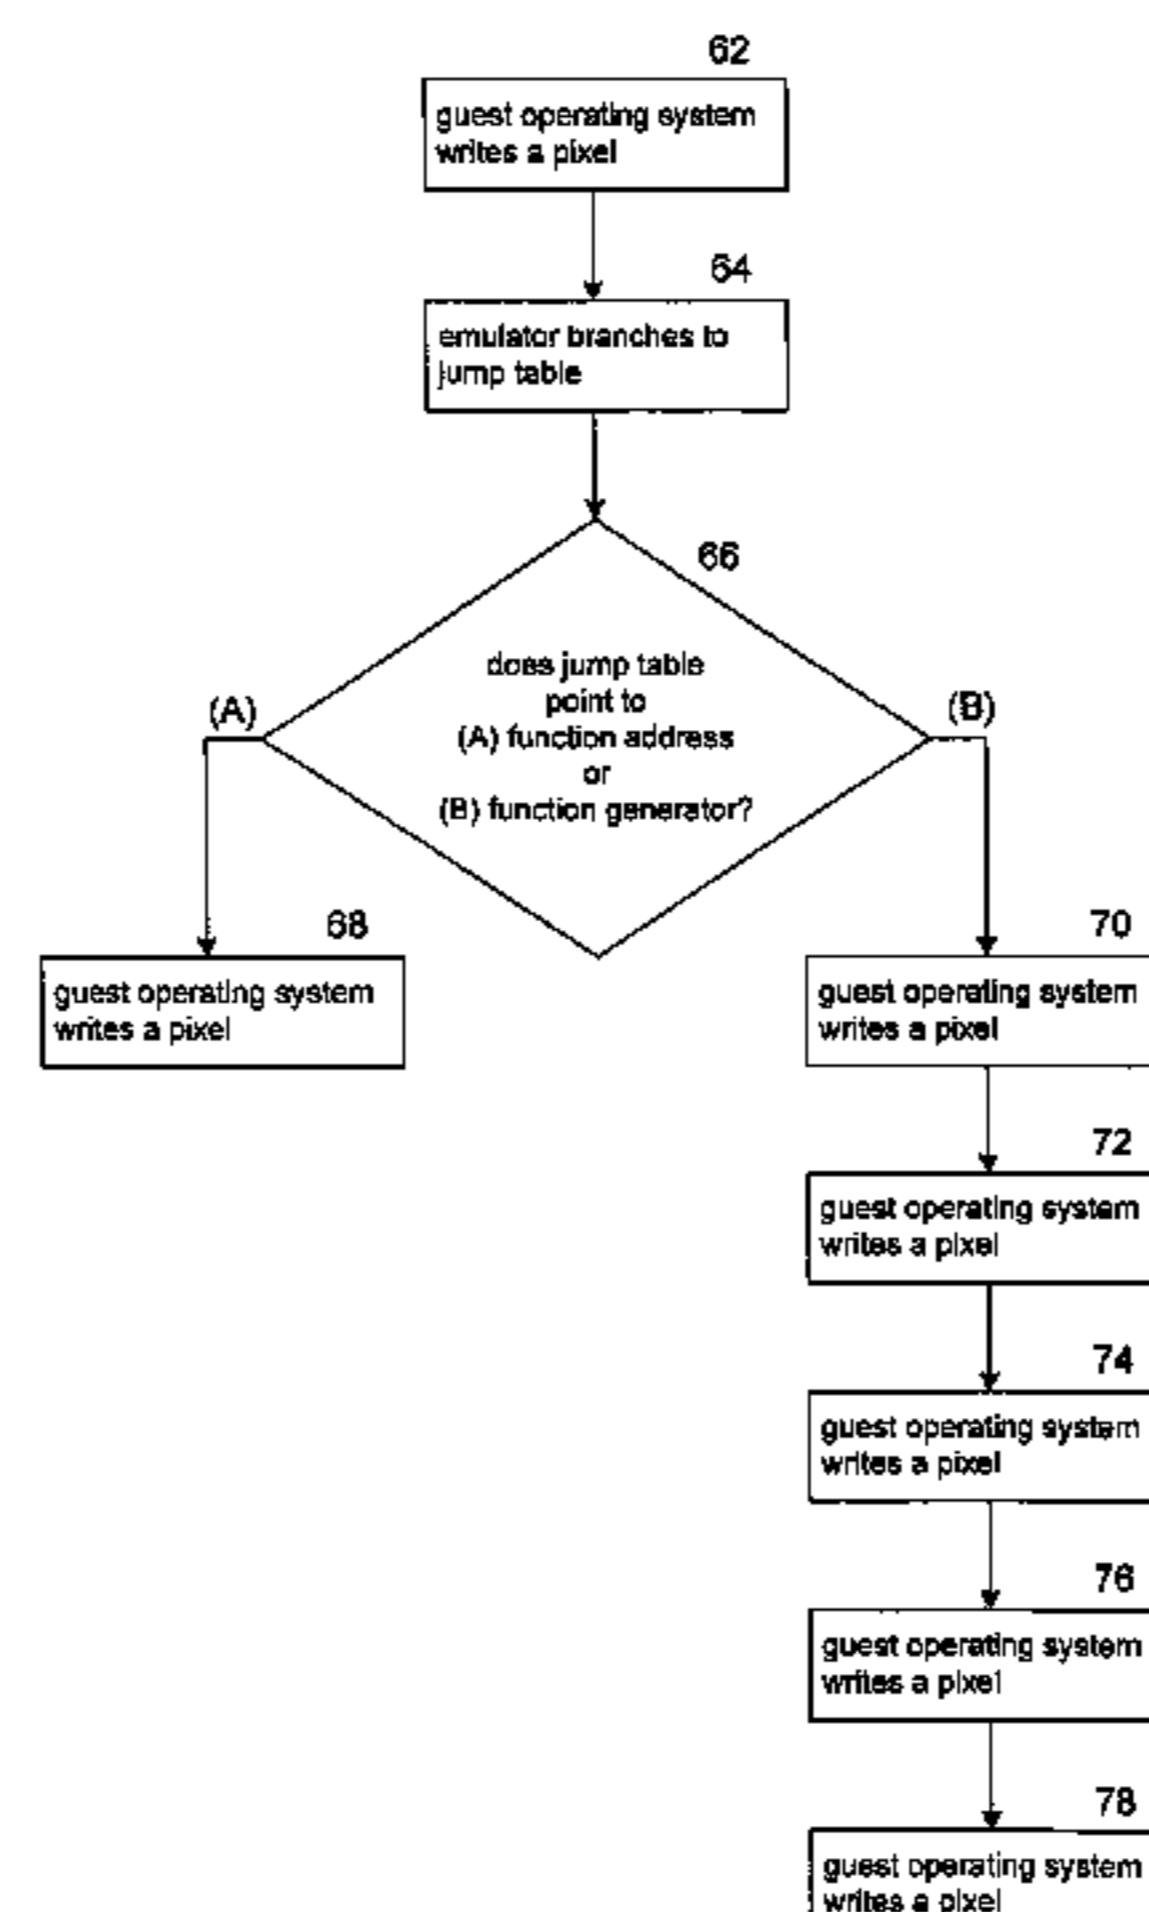 62
guest operating system
writes a pixel
64
emulator branches to
jump table
66
does jump table
point to
(A) function address
or
(B) function generator?
(A)
(B)
68
guest operating system
writes a pixel
70
guest operating system
writes a pixel
72
guest operating system
writes a pixel
74
guest operating system
writes a pixel
76
guest operating system
writes a pixel
78
guest operating system
writes a pixel